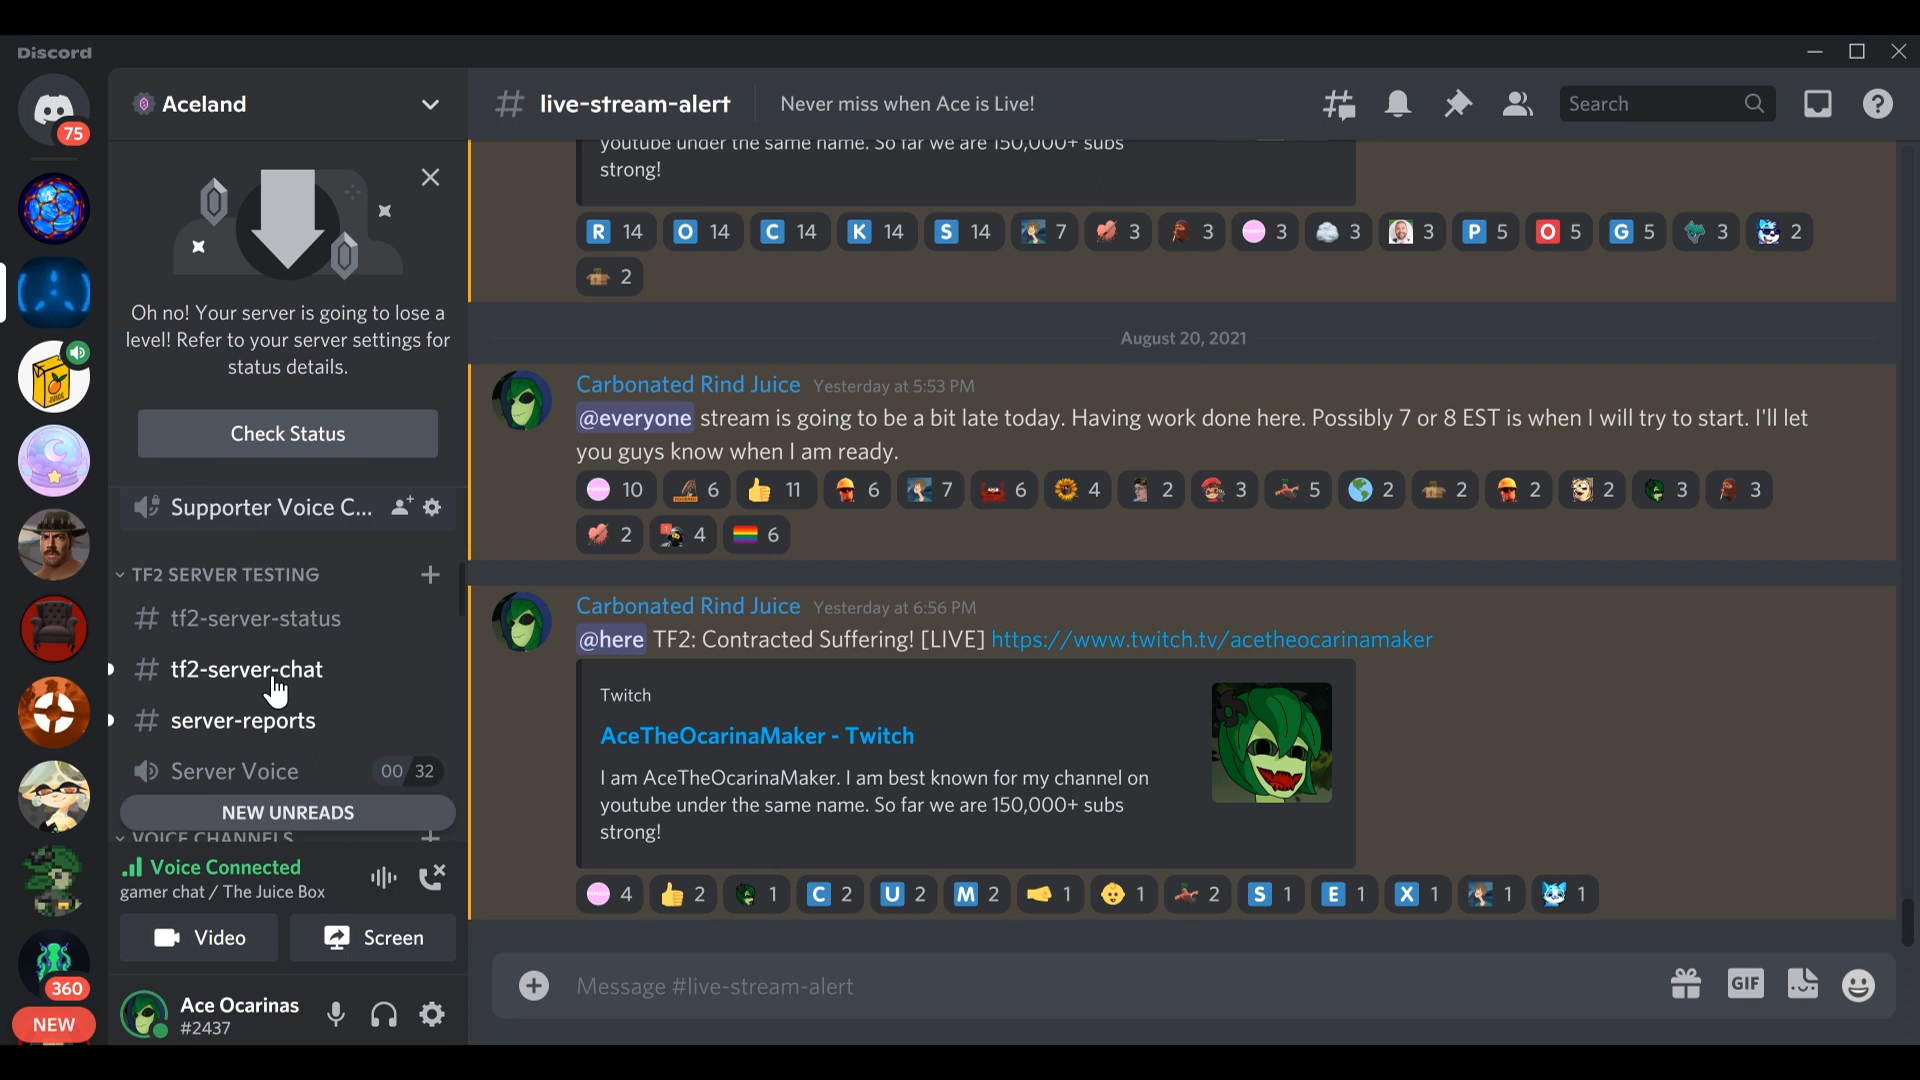 Discord
75
Aceland
# live-stream-alert
Never miss when Ace is Live!
Search
Oh no! Your server is going to lose a
level! Refer to your server settings for
status details.
Check Status
Supporter Voice C...
TF2 SERVER TESTING
# tf2-server-status
# tf2-server-chat
# server-reports
Server Voice 00 32
NEW UNREADS
VOICE CHANNELS
Voice Connected
gamer chat / The Juice Box
Video Screen
Ace Ocarinas
#2437
360
NEW
youtube under the same name. So far we are 150,000+ subs
strong!
R 14 O 14 C 14 K 14 S 14 7 3 3 3 3 3 P 5 O 5 G 5 3 2
2
August 20, 2021
Carbonated Rind Juice Yesterday at 5:53 PM
@everyone stream is going to be a bit late today. Having work done here. Possibly 7 or 8 EST is when I will try to start. I'll let
you guys know when I am ready.
10 6 11 6 7 6 4 2 3 5 2 2 2 2 3 3
2 4 6
Carbonated Rind Juice Yesterday at 6:56 PM
@here TF2: Contracted Suffering! [LIVE] https://www.twitch.tv/acetheocarinamaker
Twitch
AceTheOcarinaMaker - Twitch
I am AceTheOcarinaMaker. I am best known for my channel on
youtube under the same name. So far we are 150,000+ subs
strong!
4 2 1 C 2 U 2 M 2 1 1 2 S 1 E 1 X 1 1 1
Message #live-stream-alert
GIF